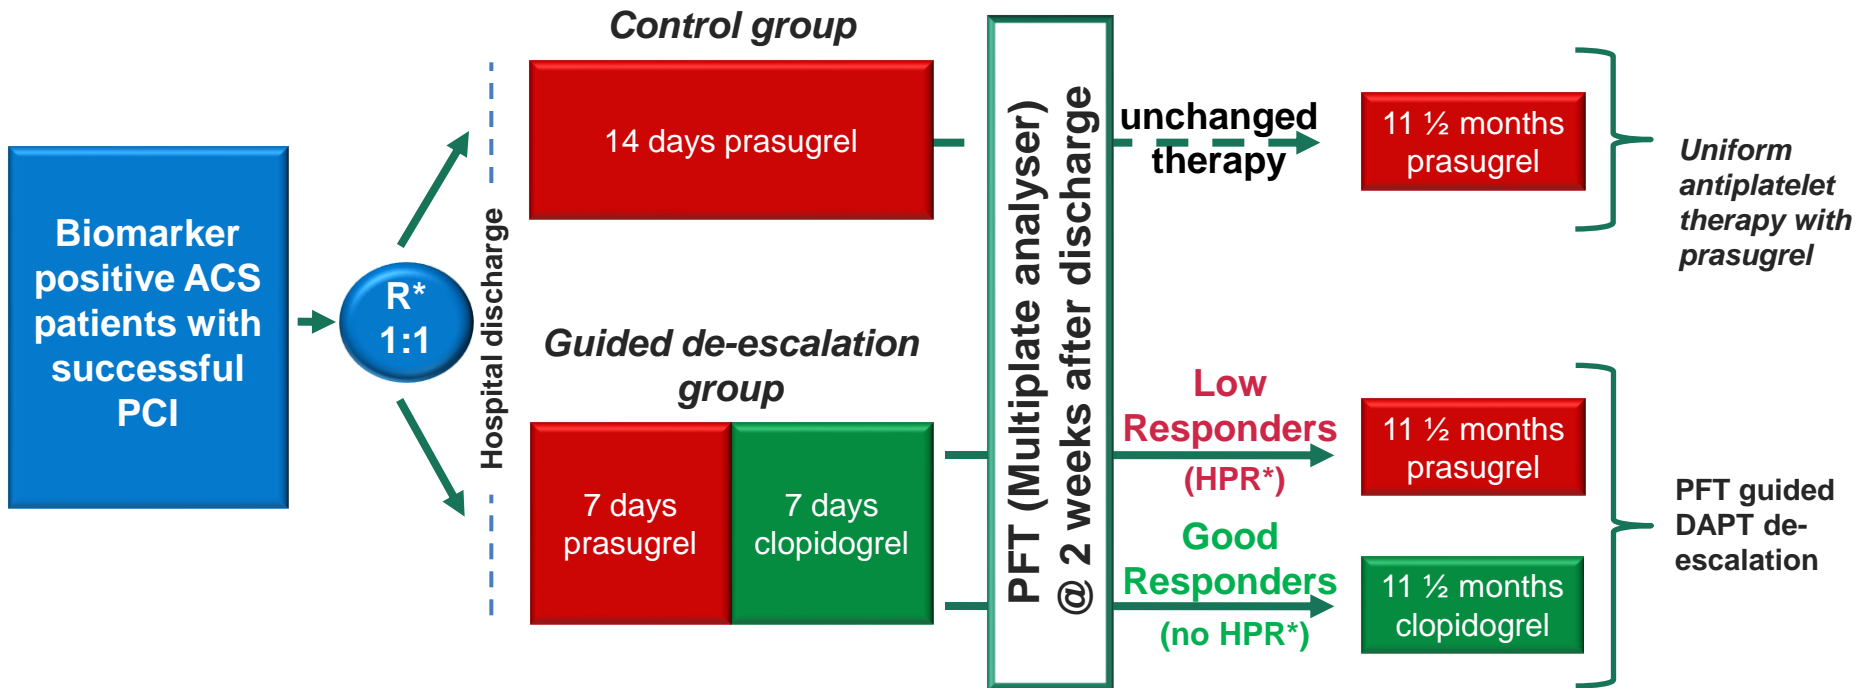 Biomarker
positive ACS
patients with
successful
PCI
R*
1:1
Hospital discharge
Control group
14 days prasugrel
Guided de-escalation
group
7 days
prasugrel
7 days
clopidogrel
PFT (Multiplate analyser)
@ 2 weeks after discharge
unchanged
therapy
11 ½ months
prasugrel
Uniform
antiplatelet
therapy with
prasugrel
Low
Responders
(HPR*)
11 ½ months
prasugrel
Good
Responders
(no HPR*)
11 ½ months
clopidogrel
PFT guided
DAPT de-
escalation